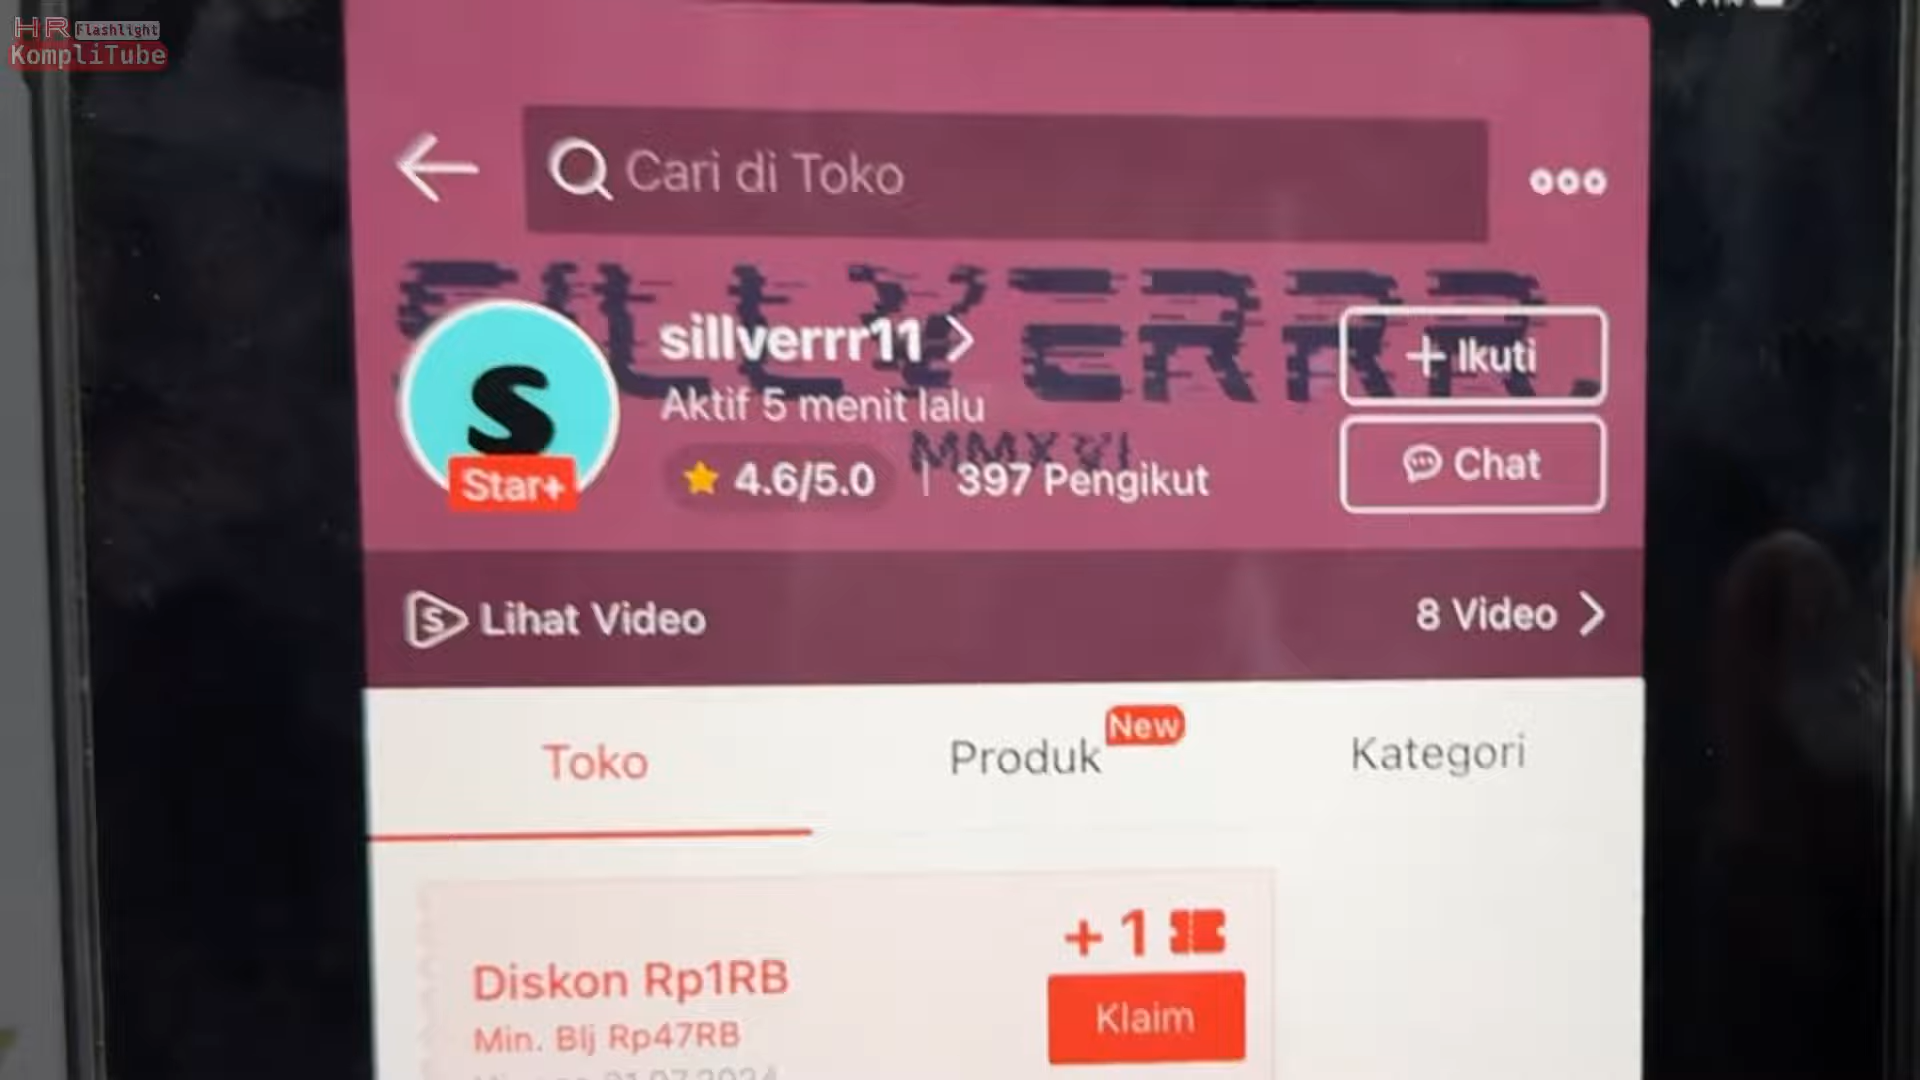 HR Flashlight
KompliTube
Cari di Toko
SILLVERRR.
sillverrr11
+ Ikuti
Aktif 5 menit lalu
MMXVI
4.6/5.0 | 397 Pengikut
Chat
Star+
Lihat Video
8 Video
Toko
Produk
New
Kategori
+ 1
Diskon Rp1RB
Klaim
Min. Blj Rp47RB